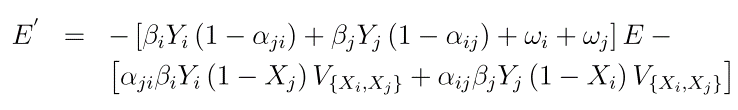 E' = - [β_i Y_i (1 - α_{ji}) + β_j Y_j (1 - α_{ij}) + ω_i + ω_j] E -
[α_{ji} β_i Y_i (1 - X_j) V_{\{X_i, X_j\}} + α_{ij} β_j Y_j (1 - X_i) V_{\{X_i, X_j\}}]